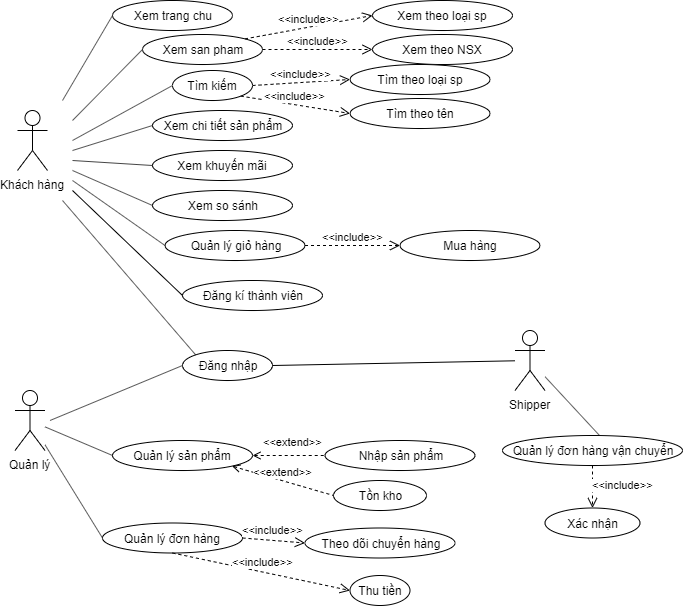 Xem trang chu
<<include>>
Xem theo loại sp
Xem san pham
<<include>>
Xem theo NSX
Tìm kiếm
<<include>>
Tìm theo loại sp
<<include>>
Tìm theo tên
Xem chi tiết sản phẩm
Xem khuyến mãi
Khách hàng
Xem so sánh
Quản lý giỏ hàng
<<include>>
Mua hàng
Đăng kí thành viên
Đăng nhập
Shipper
Quản lý
Quản lý sản phẩm
<<extend>>
Nhập sản phẩm
<<extend>>
Tồn kho
Quản lý đơn hàng vận chuyển
<<include>>
Xác nhận
Quản lý đơn hàng
<<include>>
Theo dõi chuyển hàng
<<include>>
Thu tiền